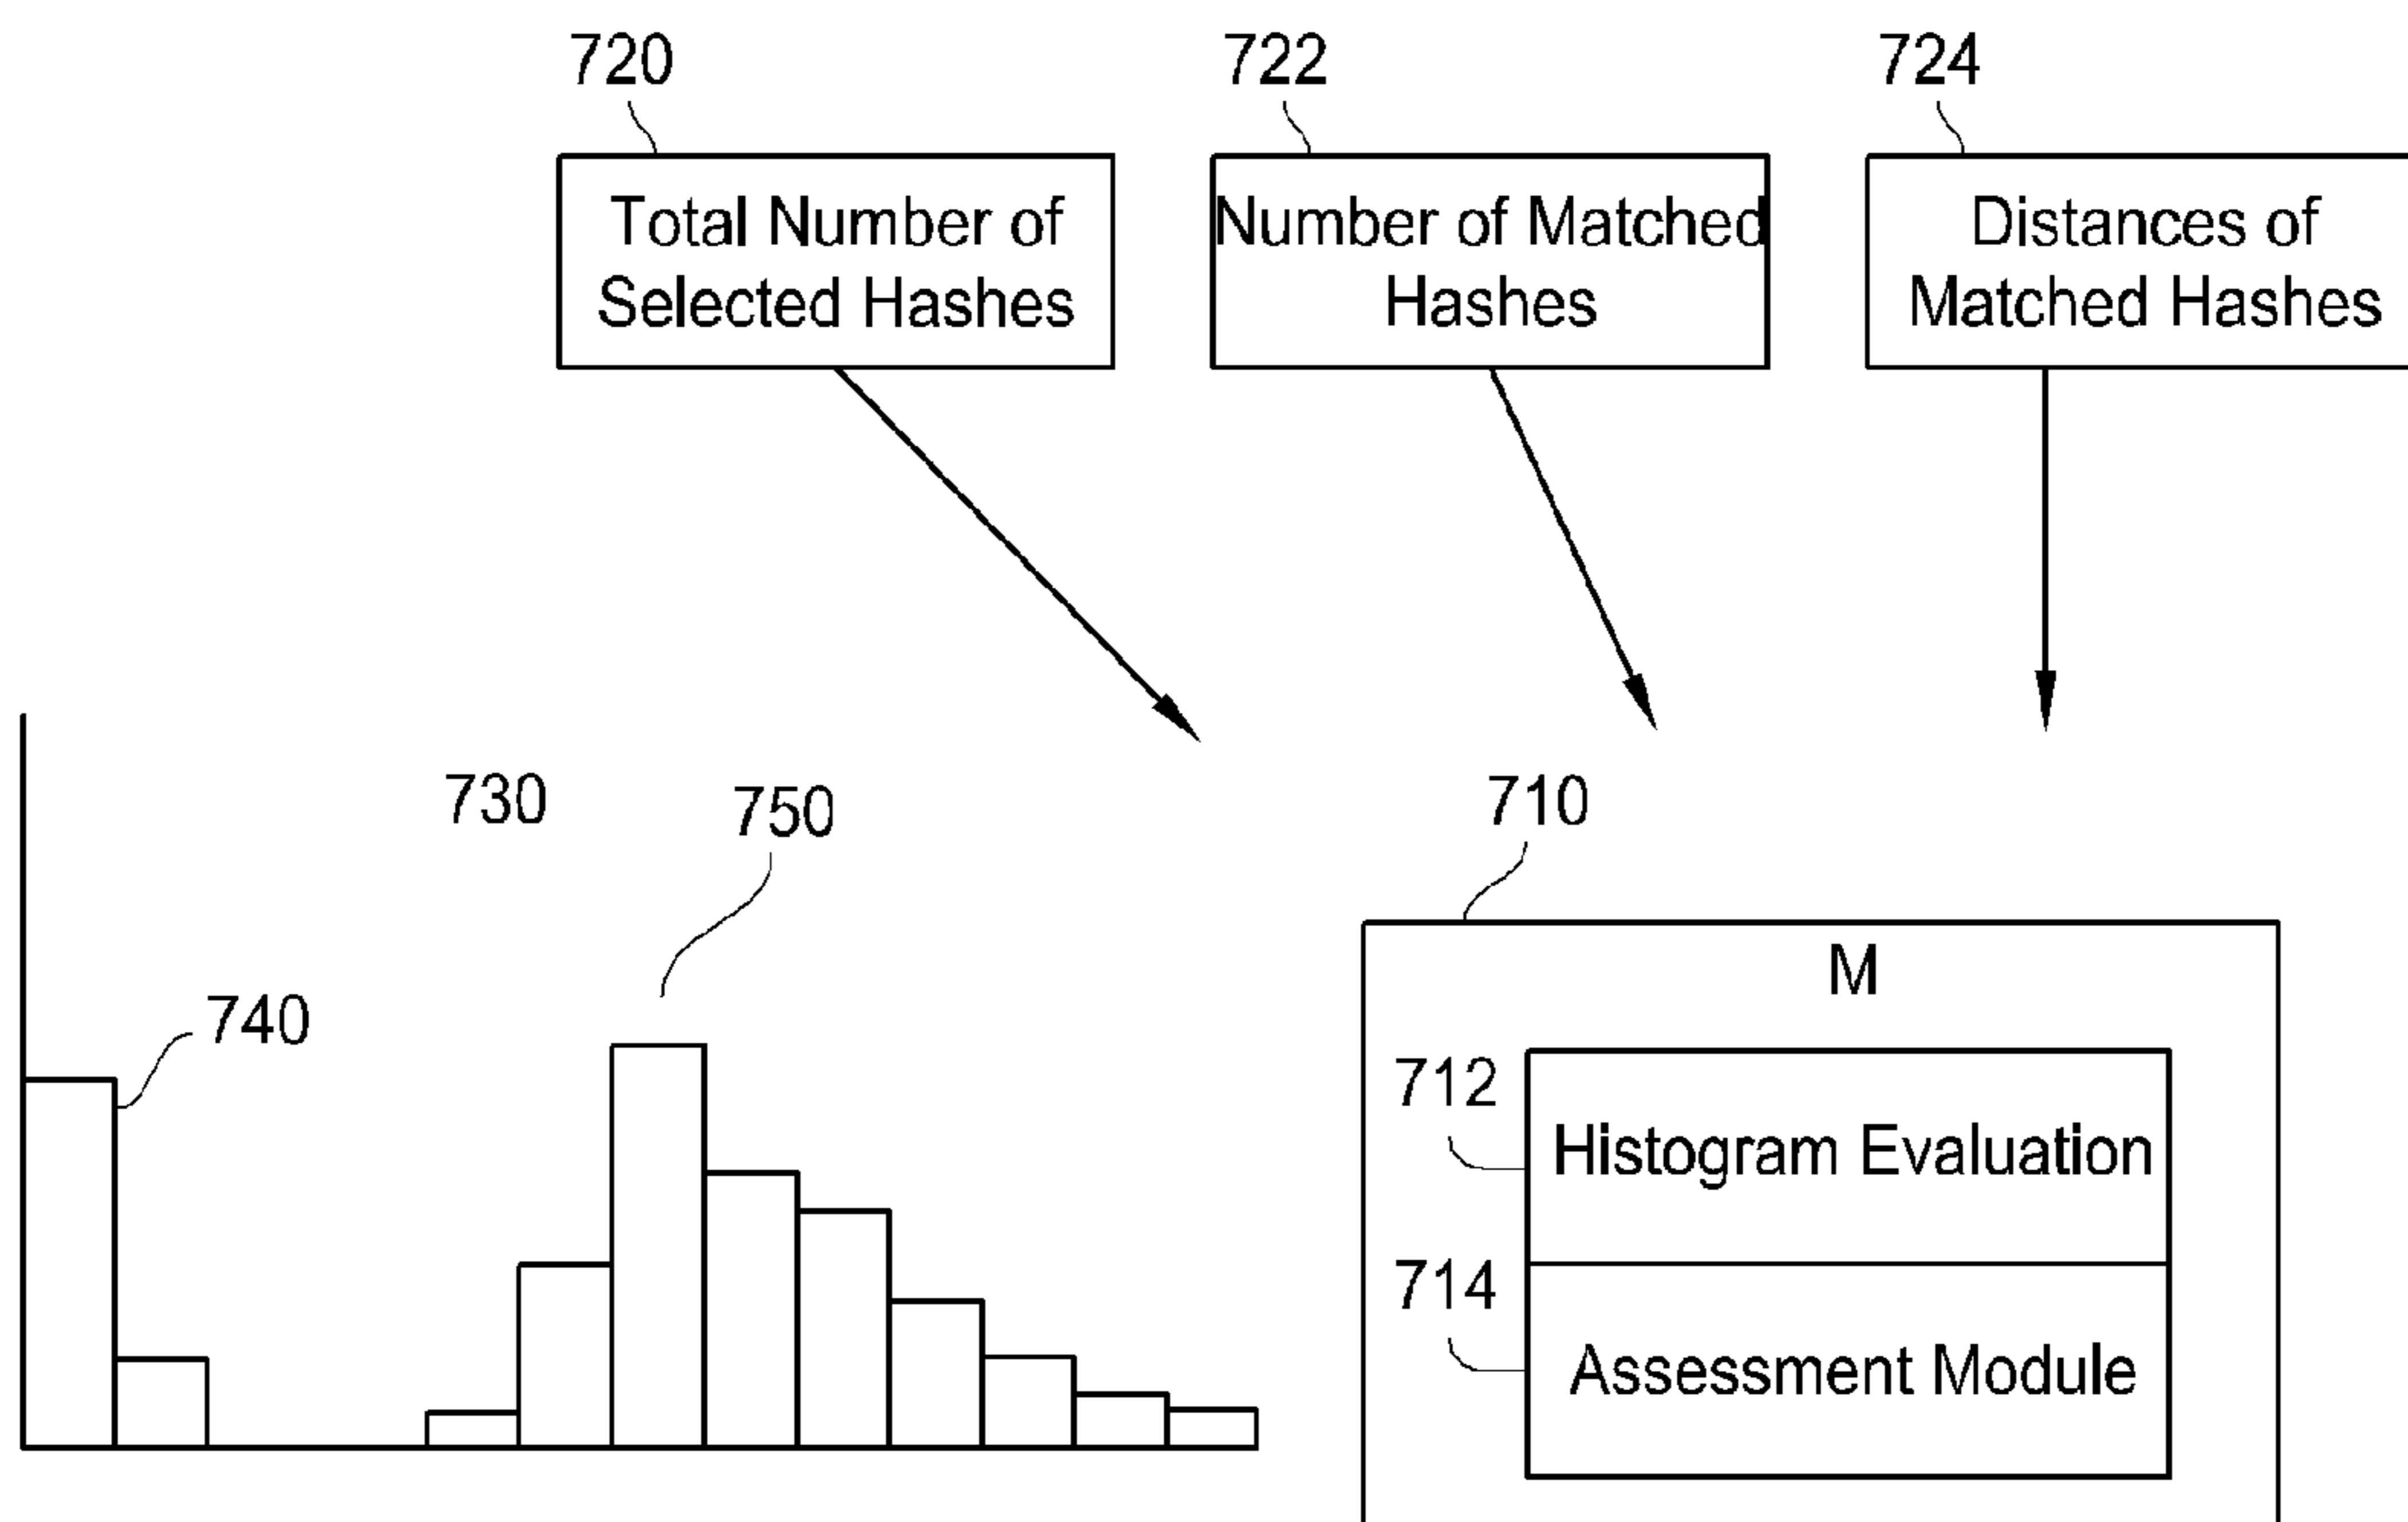 720
722
724
Total Number of
Selected Hashes
Number of Matched
Hashes
Distances of
Matched Hashes
730
750
710
740
M
712
Histogram Evaluation
714
Assessment Module